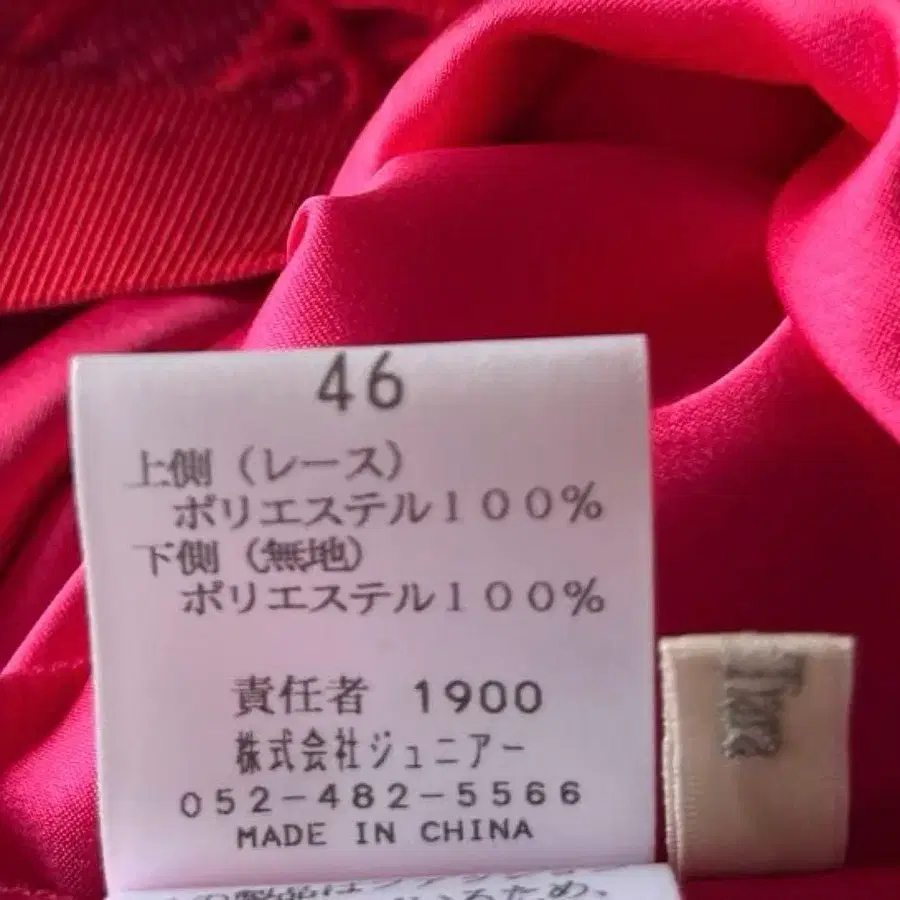 46
上側（レース）
ポリエステル１００％
下側（無地）
ポリエステル１００％
責任者 1900
株式会社ジュニアー
052-482-5566
MADE IN CHINA
Tiara